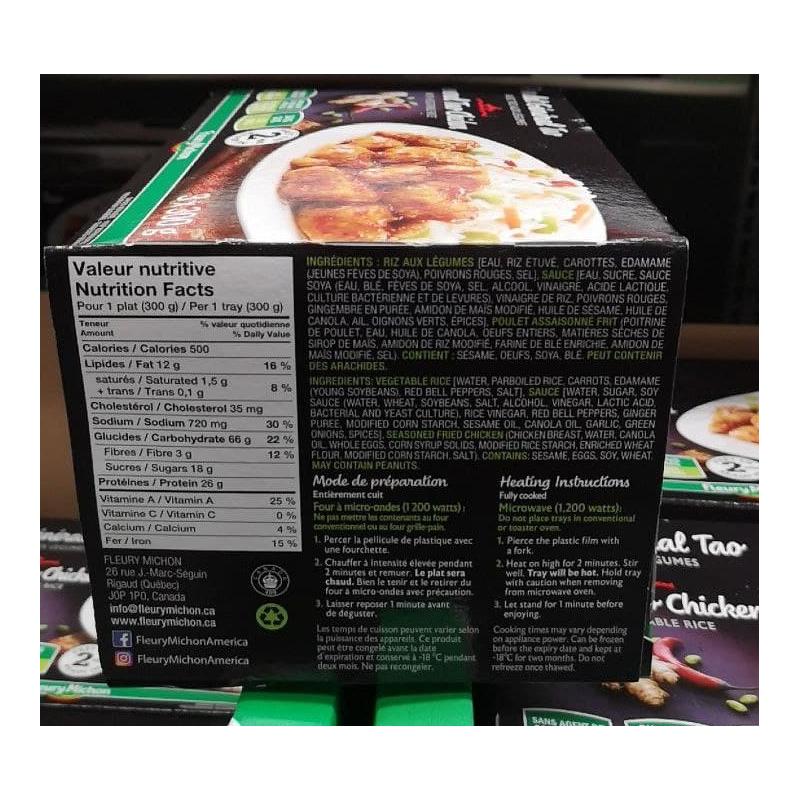 Fleury Michon
Valeur nutritive
Nutrition Facts
Pour 1 plat (300 g) / Per 1 tray (300 g)
Teneur % valeur quotidienne
Amount % Daily Value
Calories / Calories 500
Lipides / Fat 12 g 16 %
saturés / Saturated 1,5 g
+ trans / Trans 0,1 g 8 %
Cholestérol / Cholesterol 35 mg
Sodium / Sodium 720 mg 30 %
Glucides / Carbohydrate 66 g 22 %
Fibres / Fibre 3 g 12 %
Sucres / Sugars 18 g
Protéines / Protein 26 g
Vitamine A / Vitamin A 25 %
Vitamine C / Vitamin C 0 %
Calcium / Calcium 4 %
Fer / Iron 15 %
FLEURY MICHON
26 rue J.-Marc-Séguin
Rigaud (Québec)
J0P 1P0, Canada
info@fleurymichon.ca
www.fleurymichon.ca
FleuryMichonAmerica
FleuryMichonAmerica
INGRÉDIENTS : RIZ AUX LÉGUMES [EAU, RIZ ÉTUVÉ, CAROTTES, EDAMAME
(JEUNES FÈVES DE SOYA), POIVRONS ROUGES, SEL], SAUCE [EAU, SUCRE, SAUCE
SOYA (EAU, BLÉ, FÈVES DE SOYA, SEL, ALCOOL, VINAIGRE, ACIDE LACTIQUE,
CULTURE BACTÉRIENNE ET DE LEVURES), VINAIGRE DE RIZ, POIVRONS ROUGES,
GINGEMBRE EN PURÉE, AMIDON DE MAÏS MODIFIÉ, HUILE DE SÉSAME, HUILE DE
CANOLA, AIL, OIGNONS VERTS, ÉPICES], POULET ASSAISONNÉ FRIT (POITRINE
DE POULET, EAU, HUILE DE CANOLA, OEUFS ENTIERS, MATIÈRES SÈCHES DE
SIROP DE MAÏS, AMIDON DE RIZ MODIFIÉ, FARINE DE BLÉ ENRICHIE, AMIDON DE
MAÏS MODIFIÉ, SEL). CONTIENT : SÉSAME, OEUFS, SOYA, BLÉ. PEUT CONTENIR
DES ARACHIDES.
INGREDIENTS: VEGETABLE RICE [WATER, PARBOILED RICE, CARROTS, EDAMAME
(YOUNG SOYBEANS), RED BELL PEPPERS, SALT], SAUCE [WATER, SUGAR, SOY
SAUCE (WATER, WHEAT, SOYBEANS, SALT, ALCOHOL, VINEGAR, LACTIC ACID,
BACTERIAL AND YEAST CULTURE), RICE VINEGAR, RED BELL PEPPERS, GINGER
PUREE, MODIFIED CORN STARCH, SESAME OIL, CANOLA OIL, GARLIC, GREEN
ONIONS, SPICES], SEASONED FRIED CHICKEN (CHICKEN BREAST, WATER, CANOLA
OIL, WHOLE EGGS, CORN SYRUP SOLIDS, MODIFIED RICE STARCH, ENRICHED WHEAT
FLOUR, MODIFIED CORN STARCH, SALT). CONTAINS: SESAME, EGGS, SOY, WHEAT.
MAY CONTAIN PEANUTS.
Mode de préparation
Entièrement cuit
Four à micro-ondes (1 200 watts) :
Ne pas mettre les contenants au four
conventionnel ou au four grille-pain.
1. Percer la pellicule de plastique avec
une fourchette.
2. Chauffer à intensité élevée pendant
2 minutes et remuer. Le plat sera
chaud. Bien le tenir et le retirer du
four à micro-ondes avec précaution.
3. Laisser reposer 1 minute avant
de déguster.
Les temps de cuisson peuvent varier selon
la puissance des appareils. Ce produit
peut être congelé avant la date
d'expiration et conservé à -18 °C pendant
deux mois. Ne pas recongeler.
Heating Instructions
Fully cooked
Microwave (1,200 watts):
Do not place trays in conventional
or toaster oven.
1. Pierce the plastic film with
a fork.
2. Heat on high for 2 minutes. Stir
well. Tray will be hot. Hold tray
with caution when removing
from microwave oven.
3. Let stand for 1 minute before
enjoying.
Cooking times may vary depending
on appliance power. Can be frozen
before the expiry date and kept at
-18°C for two months. Do not
refreeze once thawed.
al Tao
GUMES
Chicken
BLE RICE
SANS AGENT DE